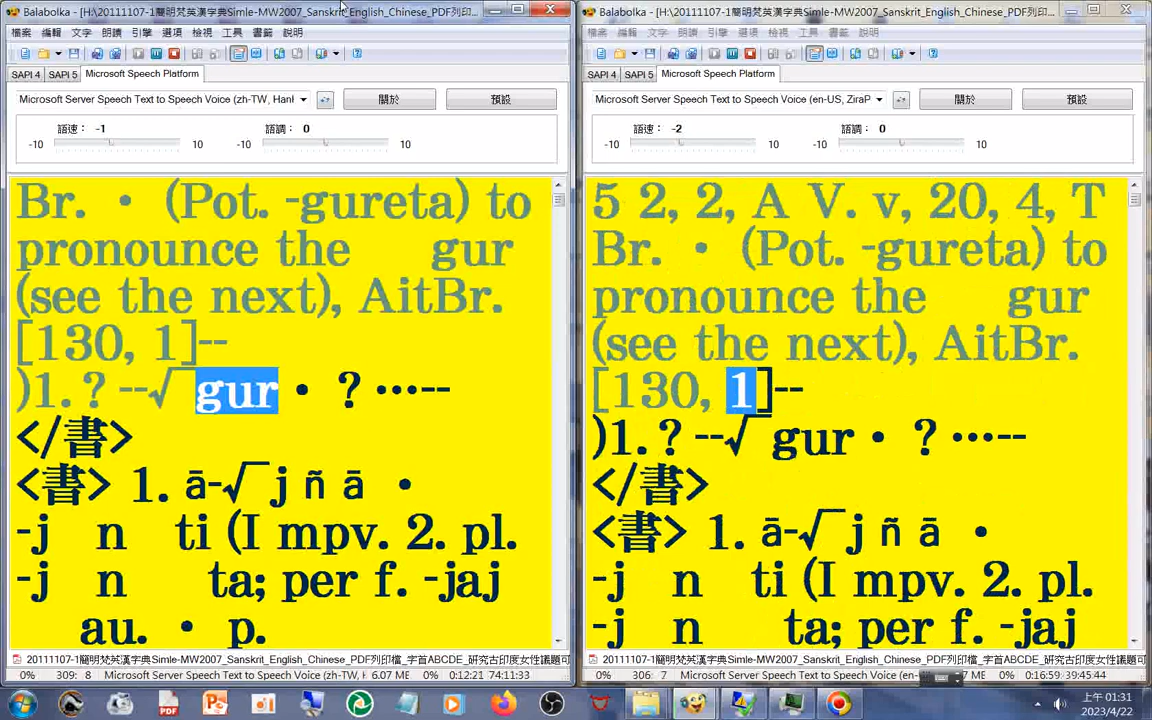 Balabolka - [H:\20111107-1簡明梵英漢字典Simle-MW2007_Sanskrit_English_Chinese_PDF列印...
檔案 編輯 文字 朗讀 引擎 選項 檢視 工具 書籤 說明
SAPI 4 SAPI 5 Microsoft Speech Platform
Microsoft Server Speech Text to Speech Voice (zh-TW, Hanl
關於 預設
語速： -1 語調： 0
-10 10 -10 10
Br. • (Pot. -gureta) to
pronounce the gur
(see the next), AitBr.
[130, 1]--
)1. ? --√ gur • ? …--
</書>
<書> 1. ā-√ j ñ ā •
-j n ti (I mpv. 2. pl.
-j n ta; per f. -jaj
au. • p.
20111107-1簡明梵英漢字典Simle-MW2007_Sanskrit_English_Chinese_PDF列印檔_字首ABCDE_研究古印度女性議題可
0% 309: 8 Microsoft Server Speech Text to Speech Voice (zh-TW, H 6.07 ME 0% 0:12:21 74:11:33
Balabolka - [H:\20111107-1簡明梵英漢字典Simle-MW2007_Sanskrit_English_Chinese_PDF列印...
檔案 編輯 文字 朗讀 引擎 選項 檢視 工具 書籤 說明
SAPI 4 SAPI 5 Microsoft Speech Platform
Microsoft Server Speech Text to Speech Voice (en-US, ZiraP
關於 預設
語速： -2 語調： 0
-10 10 -10 10
5 2, 2, A V. v, 20, 4, T
Br. • (Pot. -gureta) to
pronounce the gur
(see the next), AitBr.
[130, 1]--
)1. ? --√ gur • ? …--
</書>
<書> 1. ā-√ j ñ ā •
-j n ti (I mpv. 2. pl.
-j n ta; per f. -jaj
20111107-1簡明梵英漢字典Simle-MW2007_Sanskrit_English_Chinese_PDF列印檔_字首ABCDE_研究古印度女性議題可
0% 306: 7 Microsoft Server Speech Text to Speech Voice 0% 0:16:59 39:45:44
PDF
上午 01:31
2023/4/22